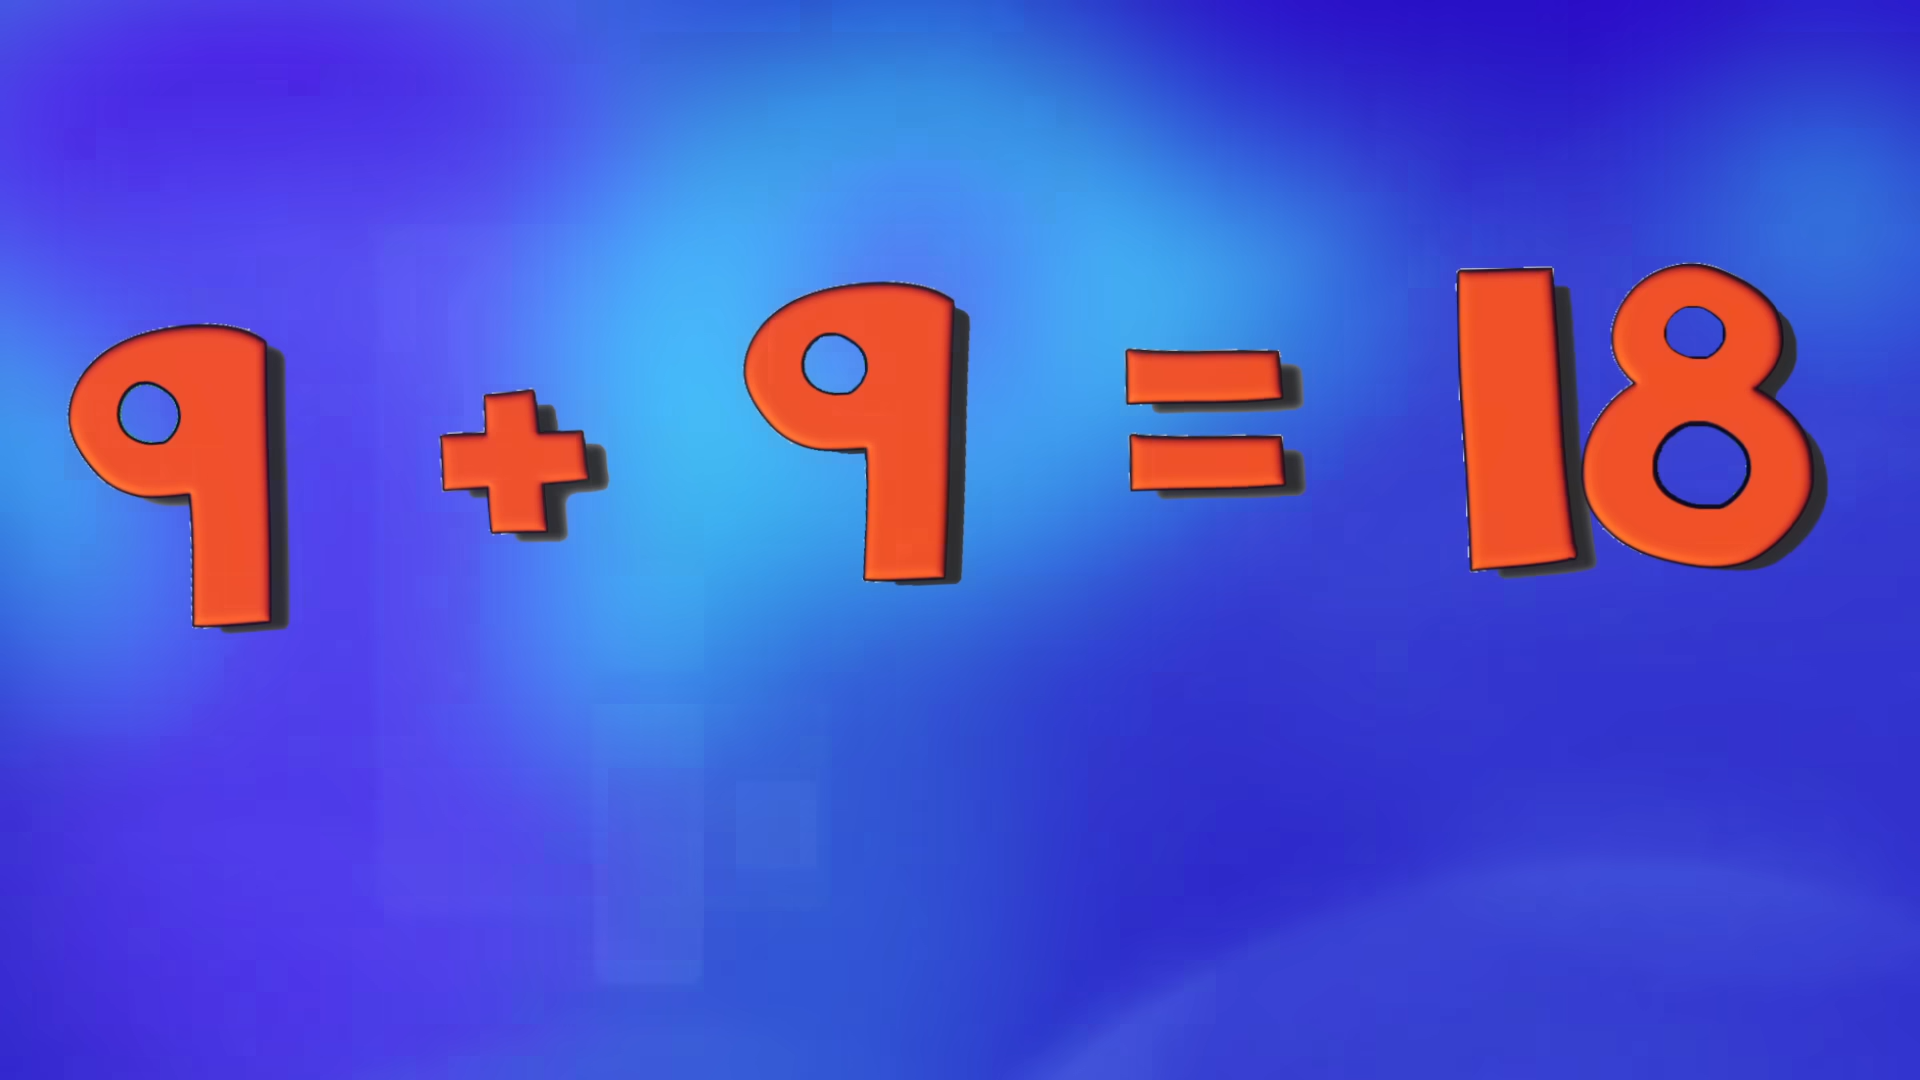 9 + 9 = 18